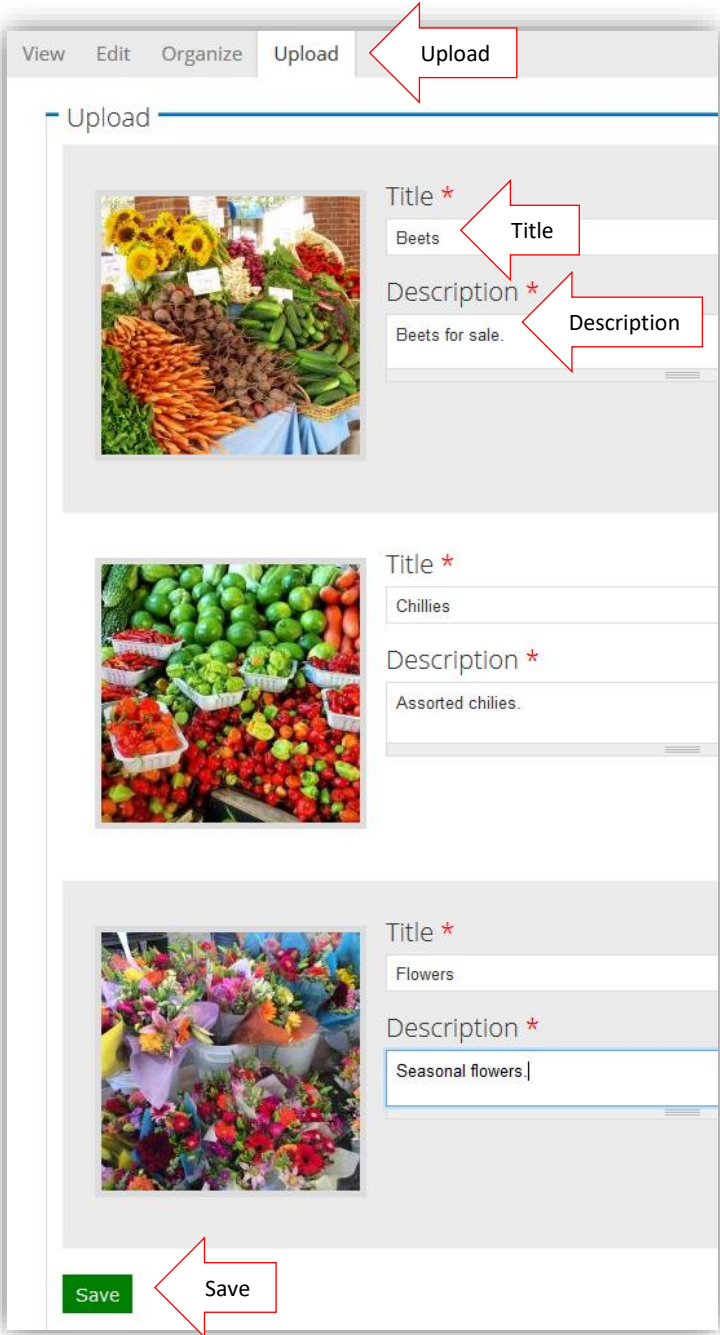 View Edit Organize Upload Upload
Upload
Title *
Beets Title
Description *
Beets for sale. Description
Title *
Chillies
Description *
Assorted chilies.
Title *
Flowers
Description *
Seasonal flowers.
Save Save